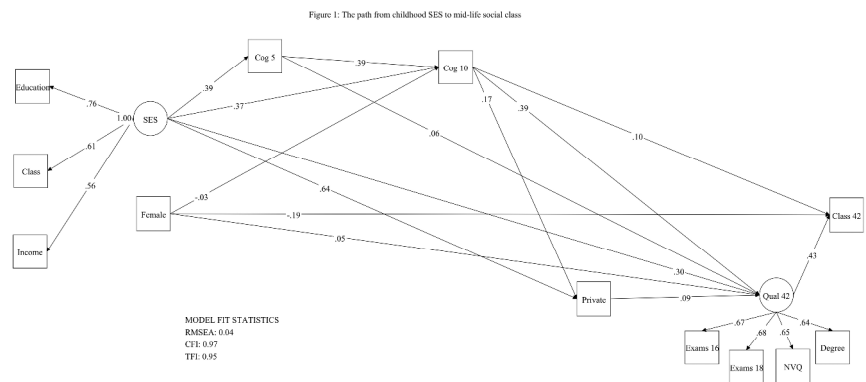 Figure 1: The path from childhood SES to mid-life social class
Cog 5
Cog 10
.39
Education
.39
.76
.37
.17
.39
1.00
SES
.10
.06
.61
Class
.56
-.03
.64
Female
-.19
Class 42
.05
Income
.43
.30
Private
.09
Qual 42
MODEL FIT STATISTICS
RMSEA: 0.04
CFI: 0.97
TFI: 0.95
.67
.68
.65
.64
Exams 16
Exams 18
NVQ
Degree